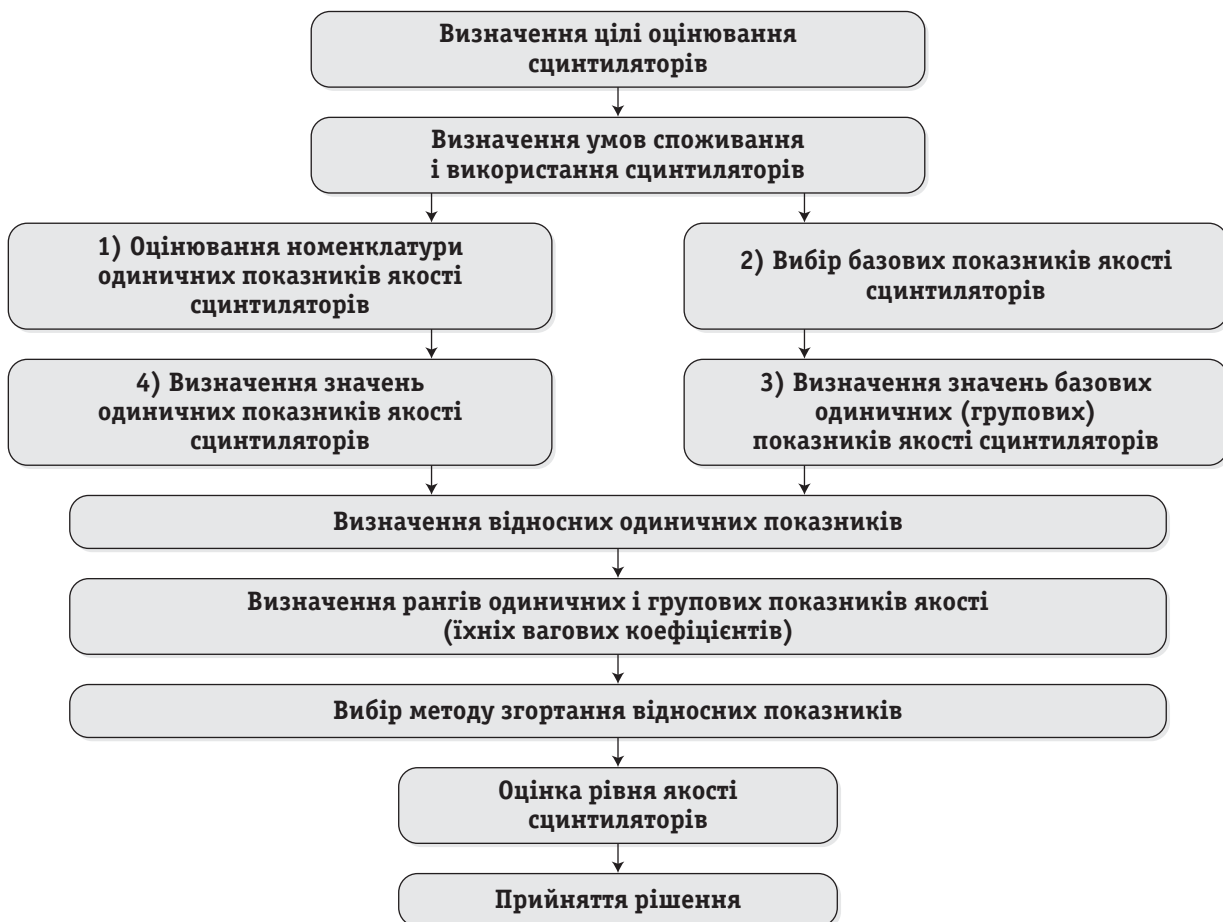 Визначення цілі оцінювання
сцинтиляторів
Визначення умов споживання
і використання сцинтиляторів
1) Оцінювання номенклатури
одиничних показників якості
сцинтиляторів
2) Вибір базових показників якості
сцинтиляторів
4) Визначення значень
одиничних показників якості
сцинтиляторів
3) Визначення значень базових
одиничних (групових)
показників якості сцинтиляторів
Визначення відносних одиничних показників
Визначення рангів одиничних і групових показників якості
(їхніх вагових коефіцієнтів)
Вибір методу згортання відносних показників
Оцінка рівня якості
сцинтиляторів
Прийняття рішення